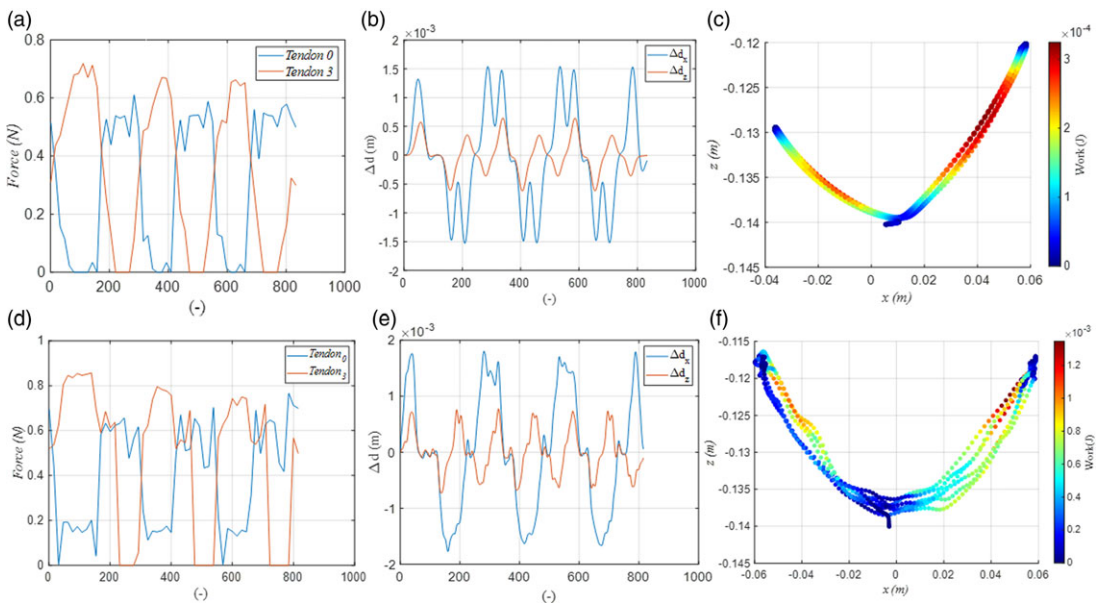 (a)
0.8
0.6
0.4
0.2
0
0 200 400 600 800 1000
Force (N)
(-)
Tendon 0
Tendon 3
(b)
×10⁻³
2
1.5
1
0.5
0
-0.5
-1
-1.5
-2
0 200 400 600 800 1000
Δ d (m)
(-)
Δdₓ
Δd_z
(c)
-0.12
-0.125
-0.13
-0.135
-0.14
-0.145
-0.04 -0.02 0 0.02 0.04 0.06
z (m)
x (m)
×10⁻⁴
3
2
1
0
Work(J)
(d)
1
0.8
0.6
0.4
0.2
0
0 200 400 600 800 1000
Force (N)
(-)
Tendon₀
Tendon₃
(e)
×10⁻³
2
1
0
-1
-2
0 200 400 600 800 1000
Δ d (m)
(-)
Δdₓ
Δd_z
(f)
-0.115
-0.12
-0.125
-0.13
-0.135
-0.14
-0.145
-0.06 -0.04 -0.02 0 0.02 0.04 0.06
z (m)
x (m)
×10⁻³
1.2
1
0.8
0.6
0.4
0.2
0
Work(J)